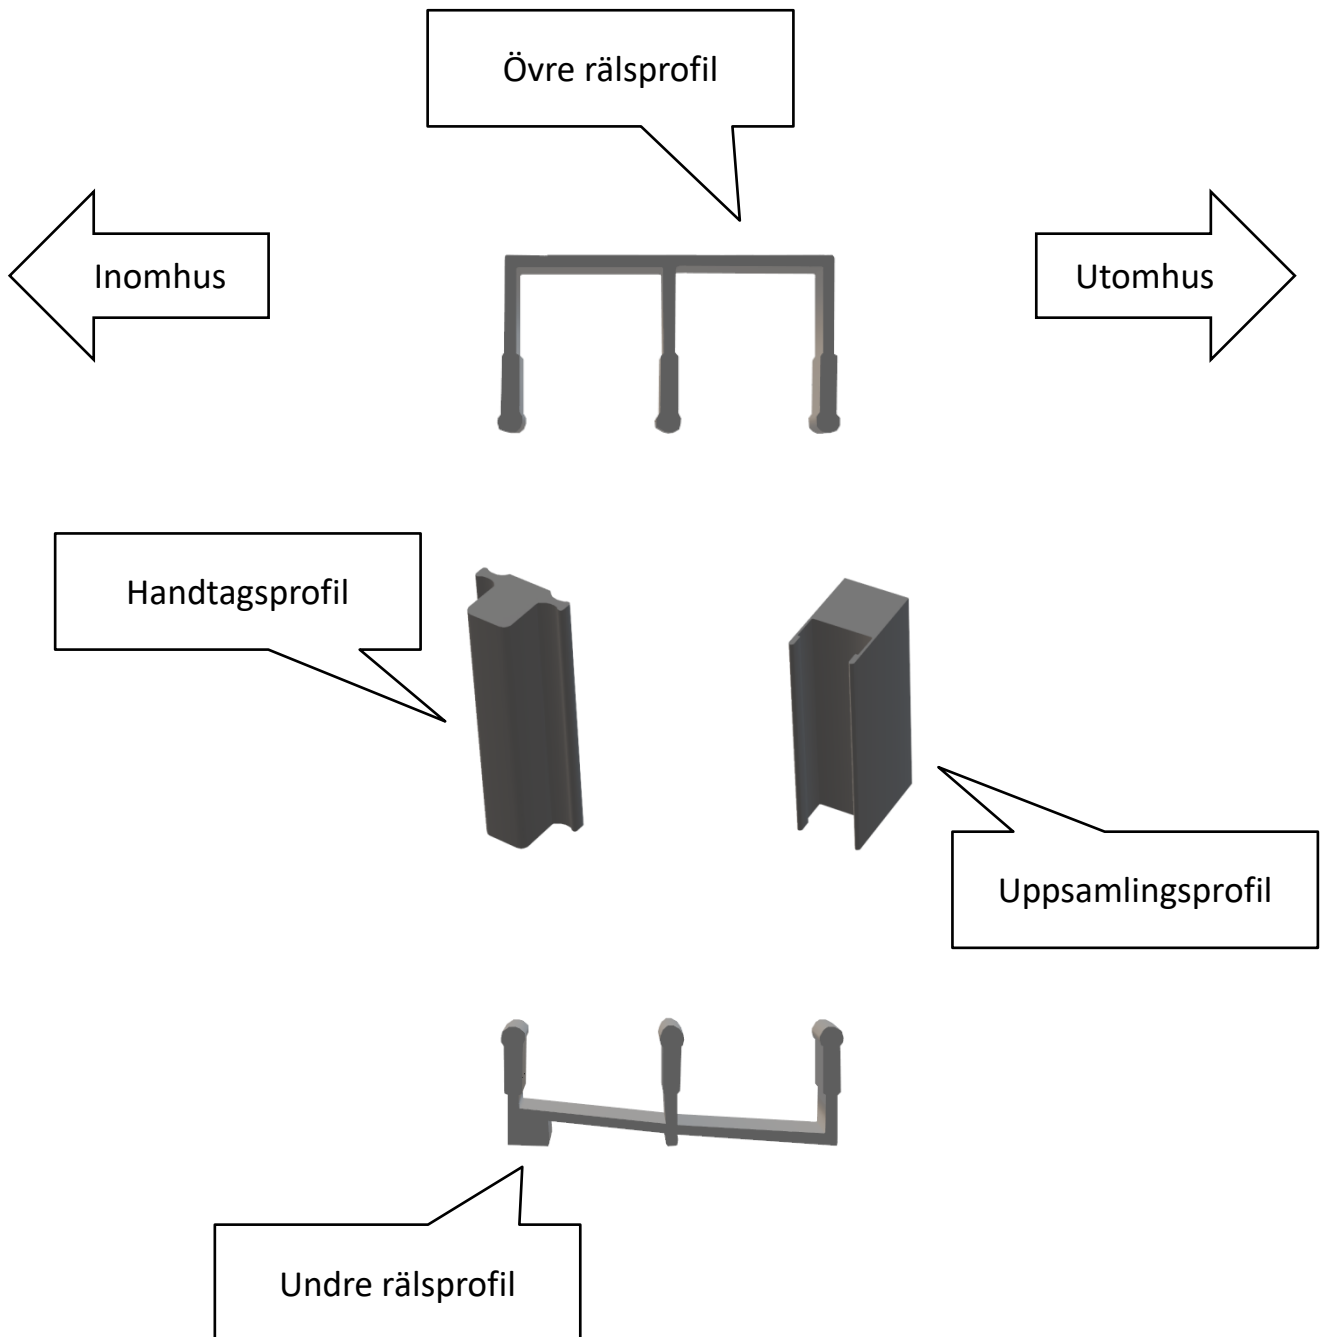 Övre rälsprofil
Inomhus
Utomhus
Handtagsprofil
Uppsamlingsprofil
Undre rälsprofil